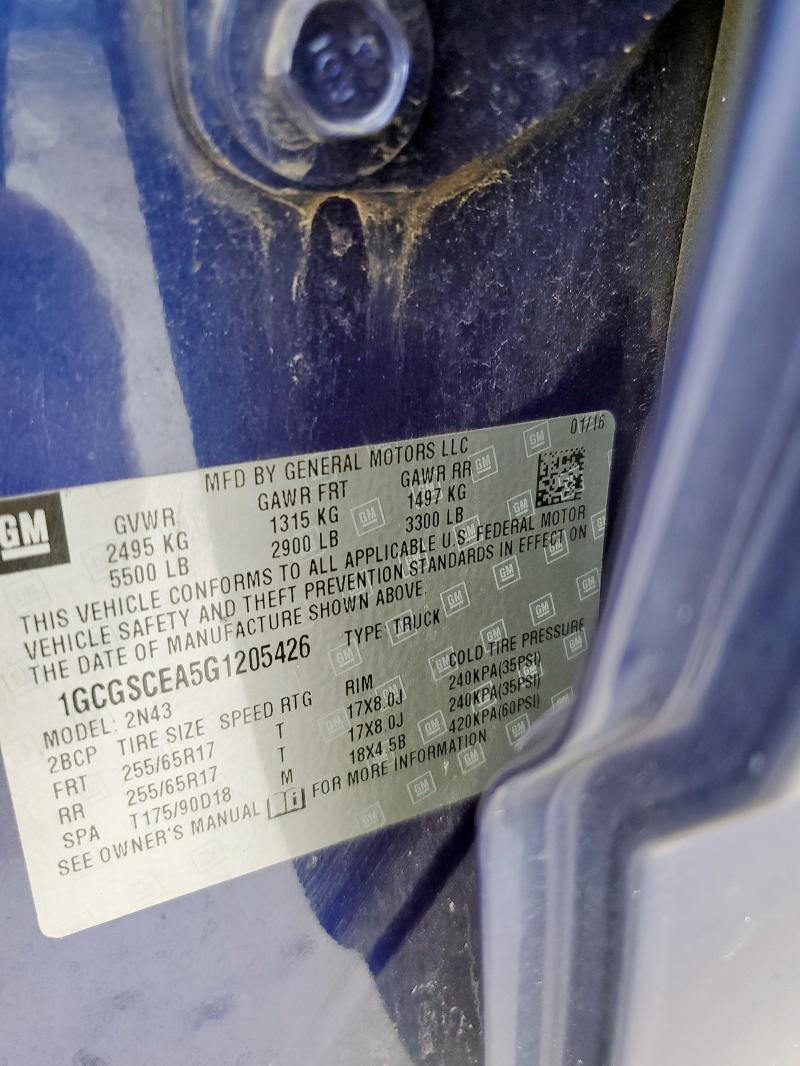 01/16
MFD BY GENERAL MOTORS LLC
GM
GVWR GAWR FRT GAWR RR
2495 KG 1315 KG 1497 KG
5500 LB 2900 LB 3300 LB
THIS VEHICLE CONFORMS TO ALL APPLICABLE U.S. FEDERAL MOTOR
VEHICLE SAFETY AND THEFT PREVENTION STANDARDS IN EFFECT ON
THE DATE OF MANUFACTURE SHOWN ABOVE.
1GCGSCEA5G1205426 TYPE: TRUCK
MODEL: 2N43
2BCP TIRE SIZE SPEED RTG RIM COLD TIRE PRESSURE
FRT 255/65R17 T 17X8.0J 240KPA(35PSI)
RR 255/65R17 T 17X8.0J 240KPA(35PSI)
SPA T175/90D18 M 18X4.5B 420KPA(60PSI)
SEE OWNER'S MANUAL FOR MORE INFORMATION